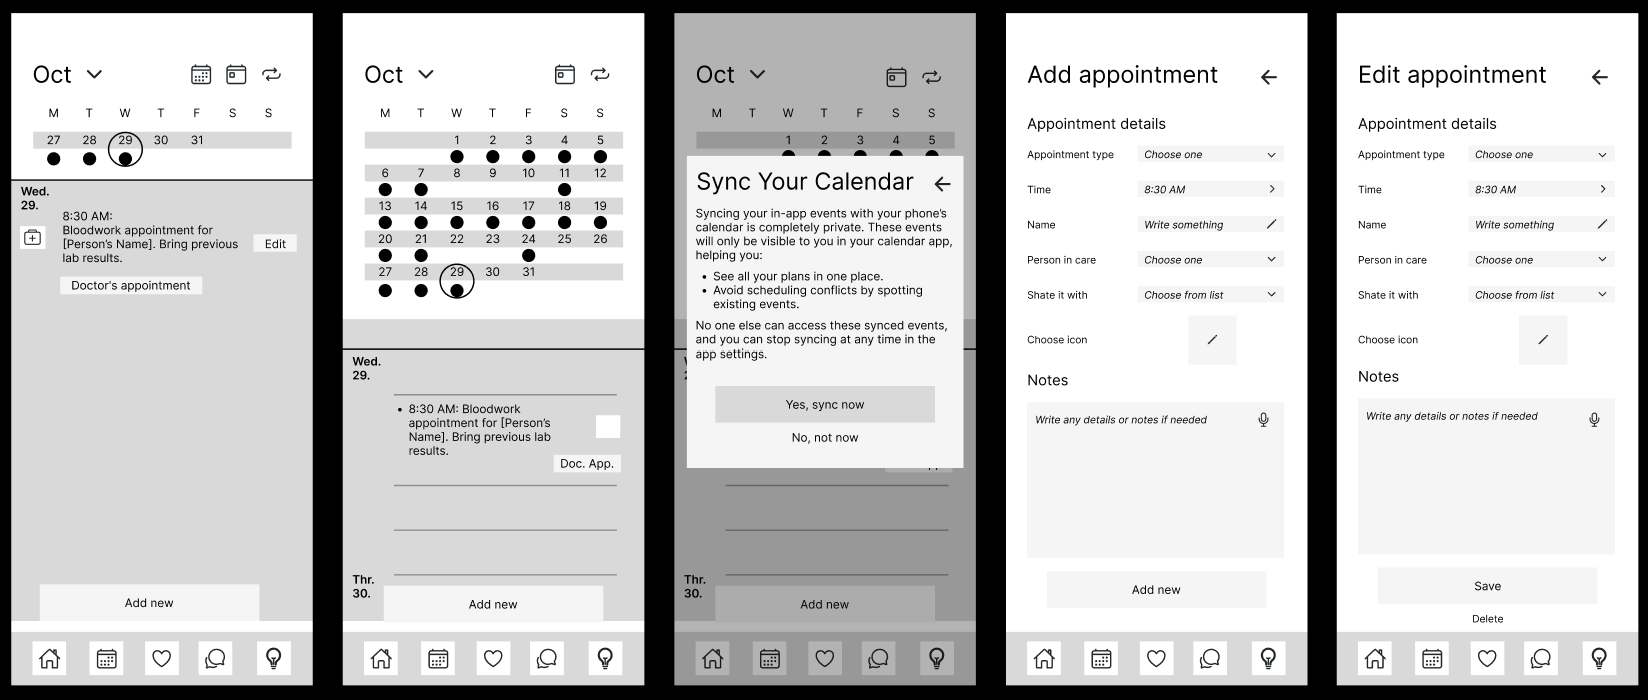 Oct
M T W T F S S
27 28 29 30 31
Wed.
29.
8:30 AM:
Bloodwork appointment for
[Person's Name]. Bring previous
lab results.
Edit
Doctor's appointment
Add new
Oct
M T W T F S S
1 2 3 4 5
6 7 8 9 10 11 12
13 14 15 16 17 18 19
20 21 22 23 24 25 26
27 28 29 30 31
Wed.
29.
• 8:30 AM: Bloodwork
appointment for [Person's
Name]. Bring previous lab
results.
Doc. App.
Thr.
30.
Add new
Oct
M T W T F S S
1 2 3 4 5
Sync Your Calendar
Syncing your in-app events with your phone's
calendar is completely private. These events
will only be visible to you in your calendar app,
helping you:
• See all your plans in one place.
• Avoid scheduling conflicts by spotting
existing events.
No one else can access these synced events,
and you can stop syncing at any time in the
app settings.
Yes, sync now
No, not now
Thr.
30.
Add new
Add appointment
Appointment details
Appointment type Choose one
Time 8:30 AM
Name Write something
Person in care Choose one
Shate it with Choose from list
Choose icon
Notes
Write any details or notes if needed
Add new
Edit appointment
Appointment details
Appointment type Choose one
Time 8:30 AM
Name Write something
Person in care Choose one
Shate it with Choose from list
Choose icon
Notes
Write any details or notes if needed
Save
Delete